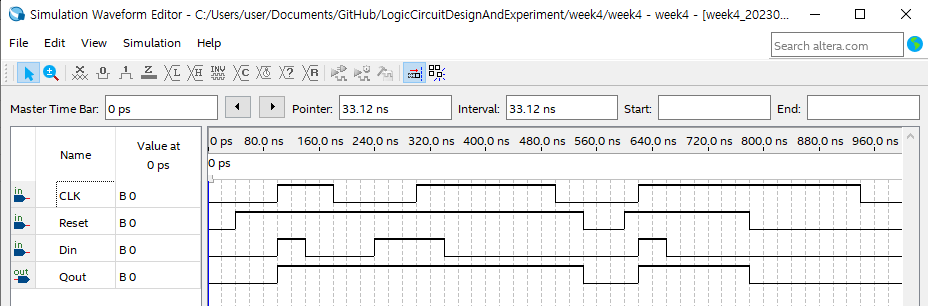 Simulation Waveform Editor - C:/Users/user/Documents/GitHub/LogicCircuitDesignAndExperiment/week4/week4 - week4 - [week4_20230...
File Edit View Simulation Help
Search altera.com
Master Time Bar: 0 ps Pointer: 33.12 ns Interval: 33.12 ns Start: End:
Name Value at 0 ps 80.0 ns 160.0 ns 240.0 ns 320.0 ns 400.0 ns 480.0 ns 560.0 ns 640.0 ns 720.0 ns 800.0 ns 880.0 ns 960.0 ns
0 ps 0 ps
in CLK B 0
in Reset B 0
in Din B 0
out Qout B 0